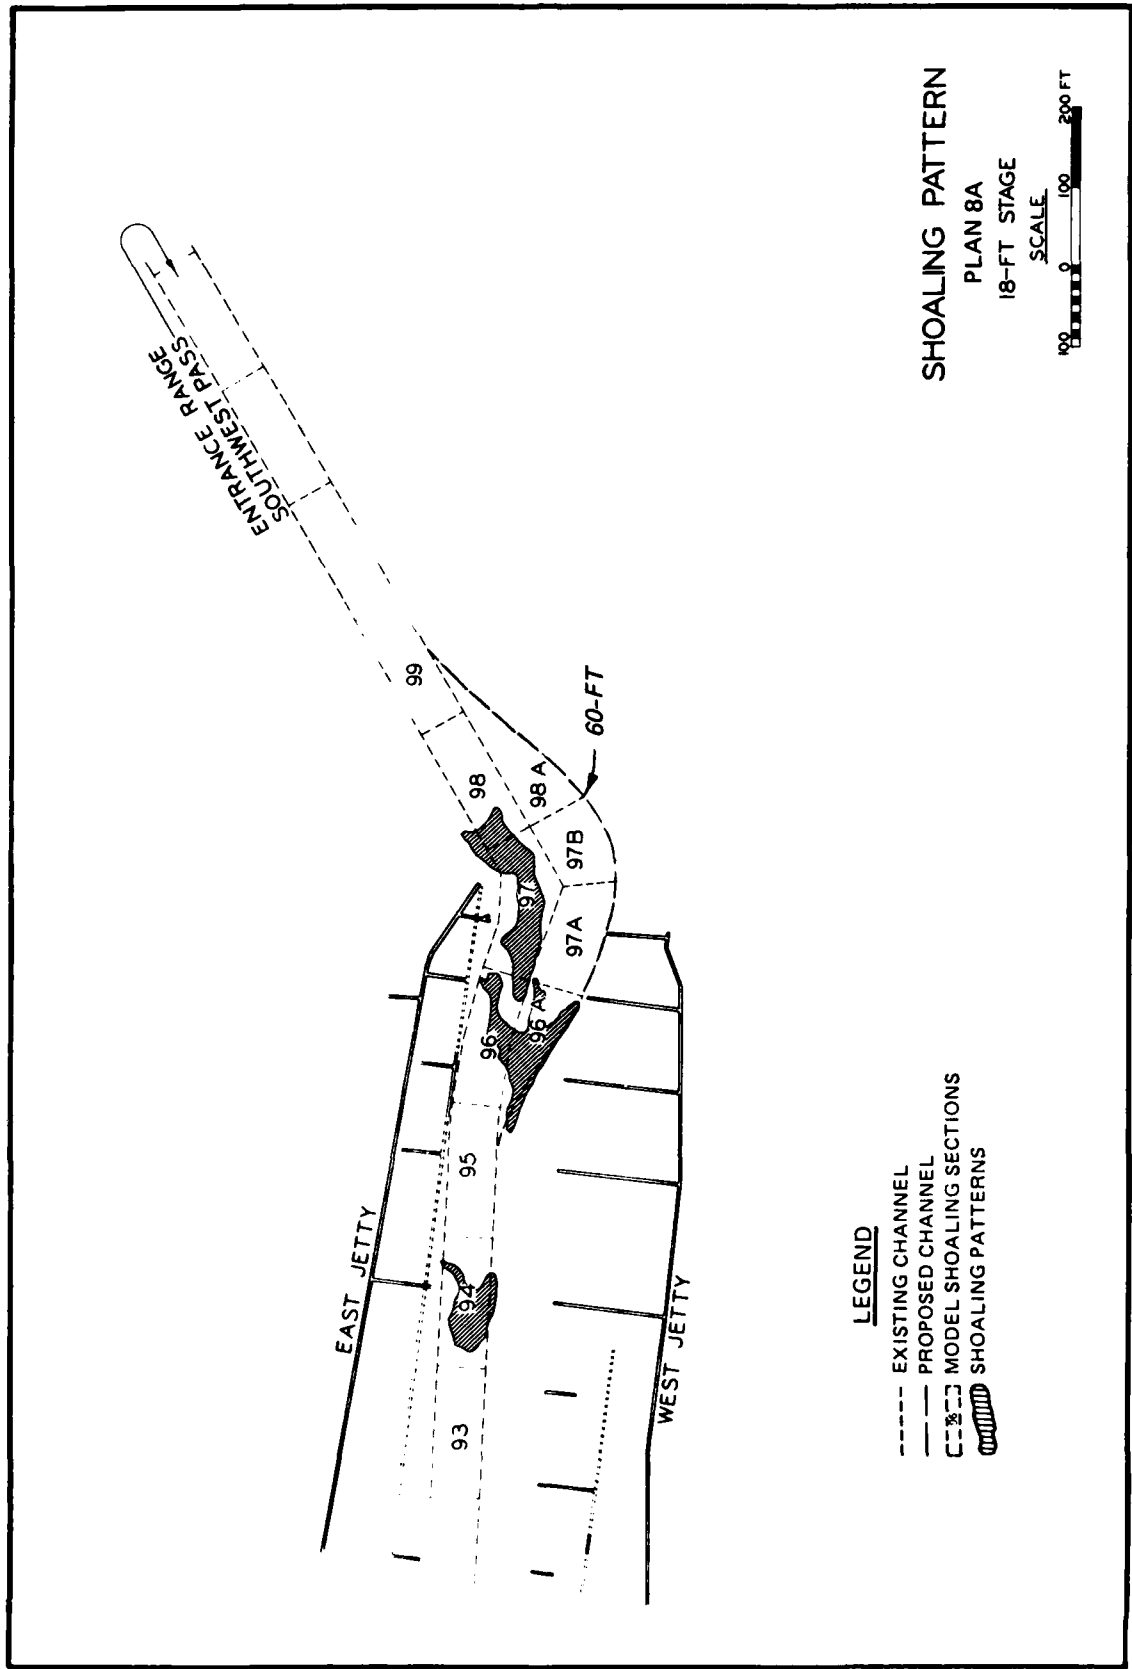 SHOALING PATTERN
PLAN 8A
18-FT STAGE
SCALE
100 0 100 200 FT
ENTRANCE RANGE
SOUTHWEST PASS
EAST JETTY
WEST JETTY
93
94
95
96
96 A
97
97A
97B
98
98 A
99
60-FT
LEGEND
EXISTING CHANNEL
PROPOSED CHANNEL
MODEL SHOALING SECTIONS
SHOALING PATTERNS